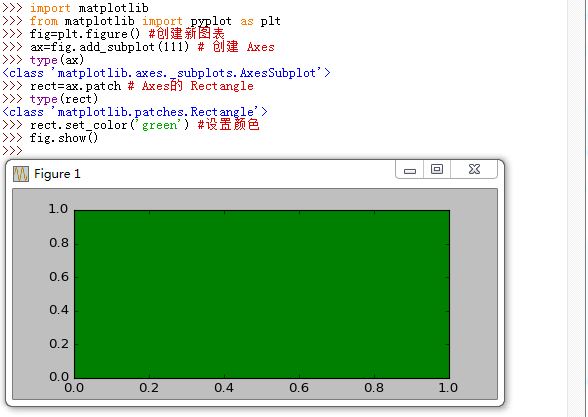 >>> import matplotlib
>>> from matplotlib import pyplot as plt
>>> fig=plt.figure() #创建新图表
>>> ax=fig.add_subplot(111) # 创建 Axes
>>> type(ax)
<class 'matplotlib.axes._subplots.AxesSubplot'>
>>> rect=ax.patch # Axes的 Rectangle
>>> type(rect)
<class 'matplotlib.patches.Rectangle'>
>>> rect.set_color('green') #设置颜色
>>> fig.show()
>>>
Figure 1
1.0
0.8
0.6
0.4
0.2
0.0
0.0 0.2 0.4 0.6 0.8 1.0